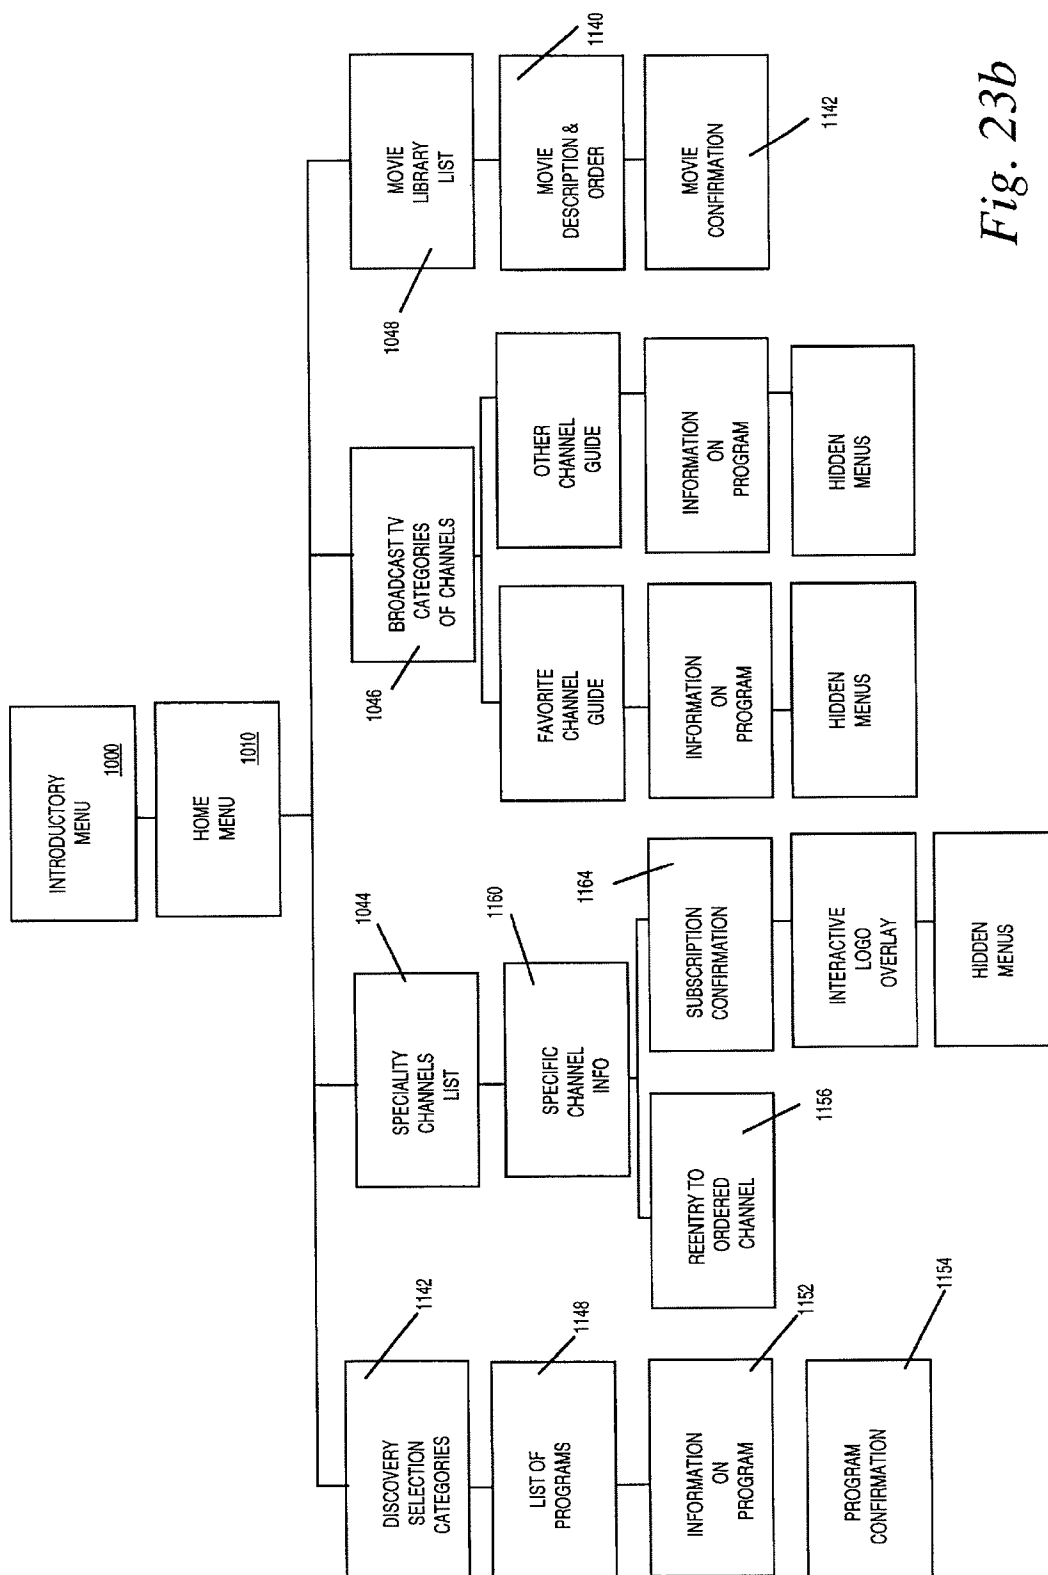 INTRODUCTORY
MENU
1000
HOME
MENU
1010
DISCOVERY
SELECTION
CATEGORIES
1142
LIST OF
PROGRAMS
1148
INFORMATION
ON
PROGRAM
1152
PROGRAM
CONFIRMATION
1154
SPECIALITY
CHANNELS
LIST
1044
SPECIFIC
CHANNEL
INFO
1160
REENTRY TO
ORDERED
CHANNEL
1156
SUBSCRIPTION
CONFIRMATION
1164
INTERACTIVE
LOGO
OVERLAY
HIDDEN
MENUS
BROADCAST TV
CATEGORIES
OF CHANNELS
1046
FAVORITE
CHANNEL
GUIDE
INFORMATION
ON
PROGRAM
HIDDEN
MENUS
OTHER
CHANNEL
GUIDE
INFORMATION
ON
PROGRAM
HIDDEN
MENUS
MOVIE
LIBRARY
LIST
1048
MOVIE
DESCRIPTION &
ORDER
1140
MOVIE
CONFIRMATION
1142
Fig. 23b